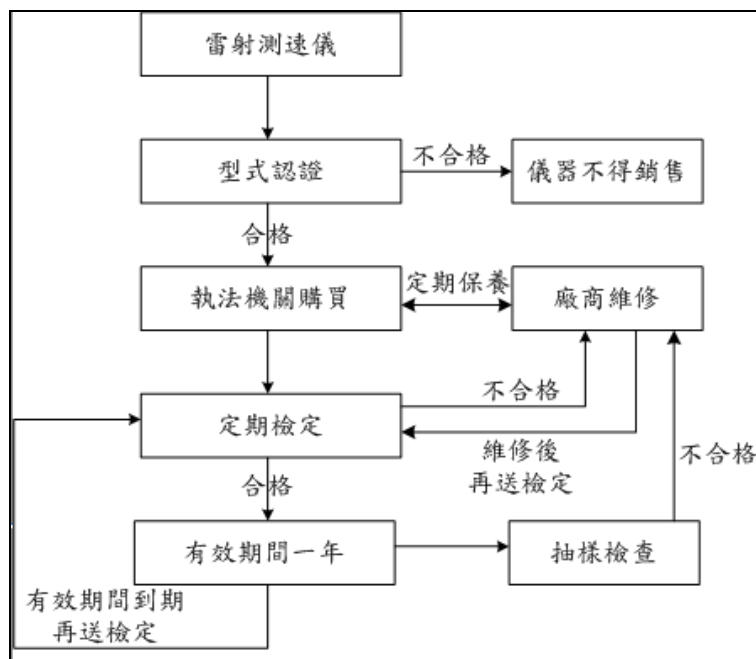 雷射測速儀
型式認證
不合格
儀器不得銷售
合格
執法機關購買
定期保養
廠商維修
不合格
定期檢定
維修後
再送檢定
不合格
合格
有效期間一年
抽樣檢查
有效期間到期
再送檢定